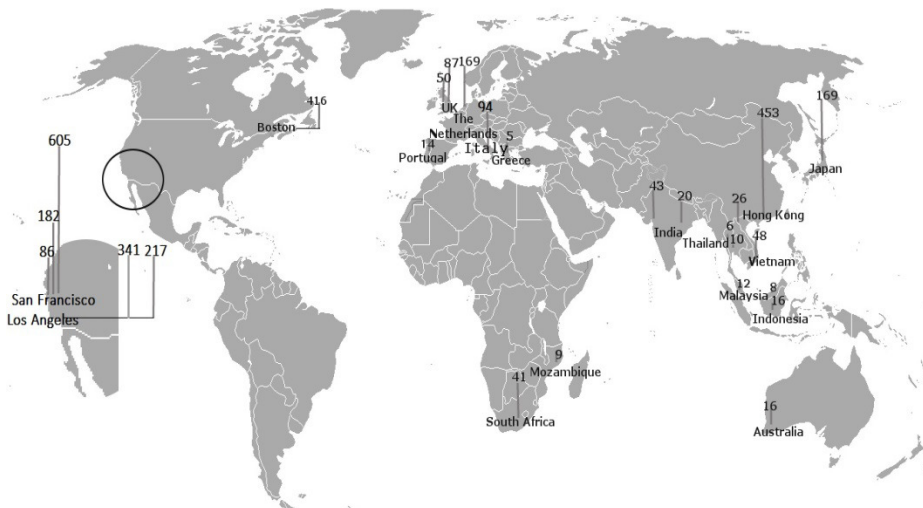 87 169
50
UK
94
The
Netherlands
14
Portugal
Italy
5
Greece
416
Boston
605
182
86
341 217
San Francisco
Los Angeles
169
Japan
453
43
India
20
26
Hong Kong
6
Thailand
10
48
Vietnam
12
Malaysia
8
16
Indonesia
9
Mozambique
41
South Africa
16
Australia